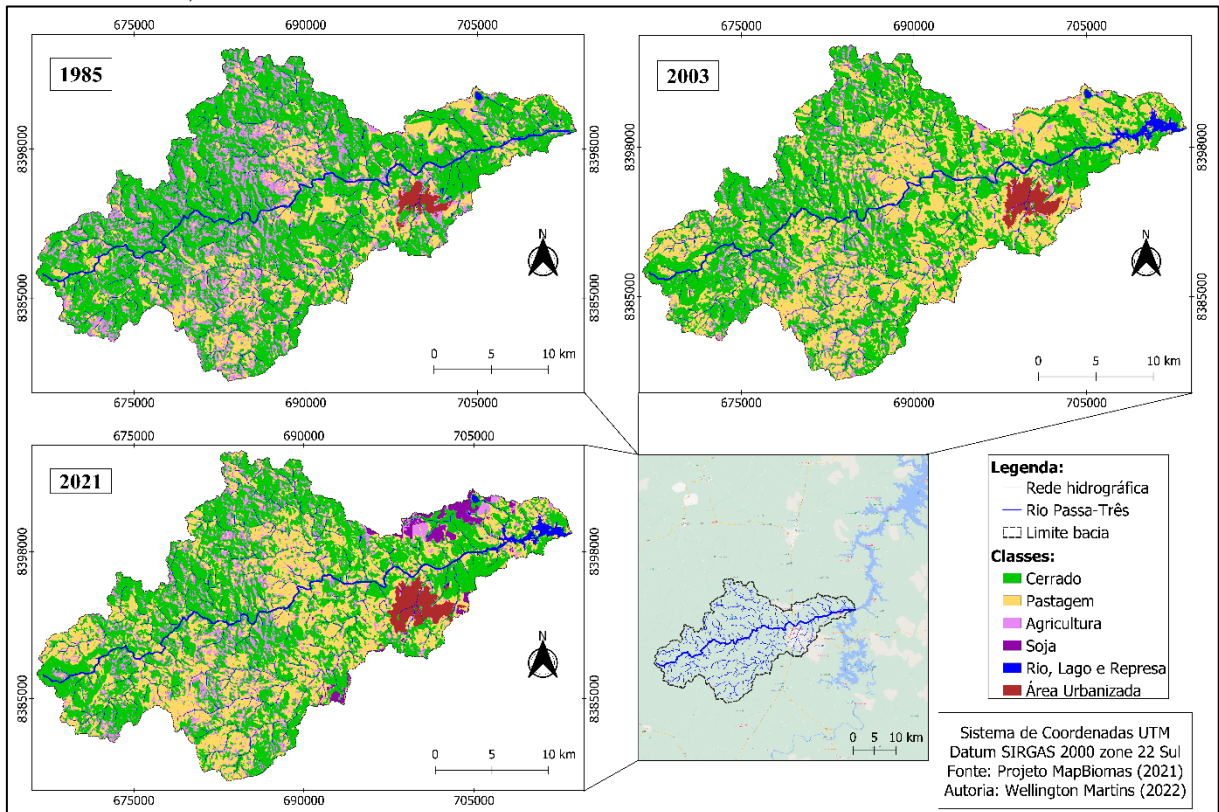 675000 690000 705000
1985
8398000
8385000
N
0 5 10 km
675000 690000 705000
705000
2003
8398000
8385000
N
0 5 10 km
675000 690000 705000
675000 690000 705000
2021
8398000
8385000
N
0 5 10 km
675000 690000 705000
0 5 10 km
Legenda:
Rede hidrográfica
Rio Passa-Três
Limite bacia
Classes:
Cerrado
Pastagem
Agricultura
Soja
Rio, Lago e Represa
Área Urbanizada
Sistema de Coordenadas UTM
Datum SIRGAS 2000 zone 22 Sul
Fonte: Projeto MapBiomas (2021)
Autoria: Wellington Martins (2022)